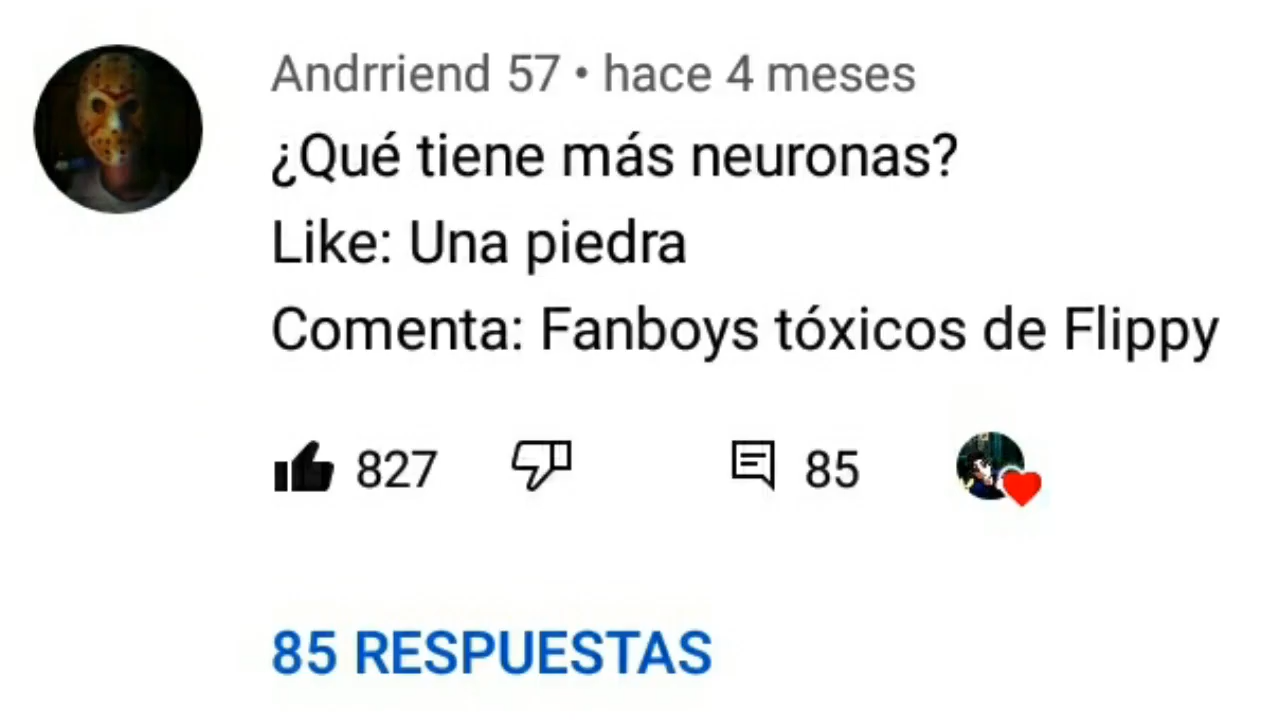 Andrriend 57 • hace 4 meses
¿Qué tiene más neuronas?
Like: Una piedra
Comenta: Fanboys tóxicos de Flippy
827 85
85 RESPUESTAS